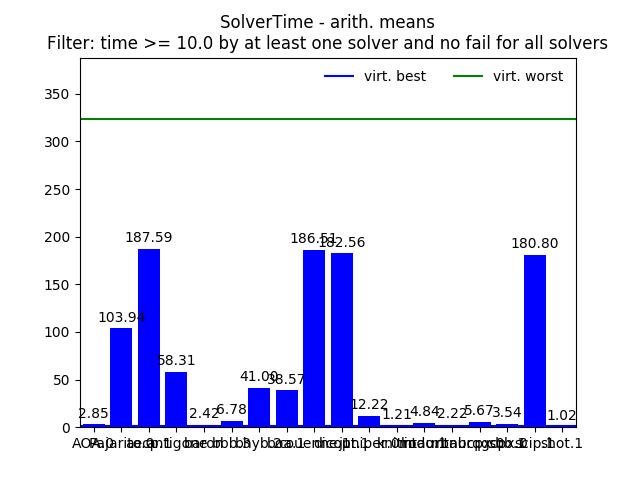 SolverTime - arith. means
Filter: time >= 10.0 by at least one solver and no fail for all solvers
virt. best virt. worst
350
300
250
200
150
100
50
0
2.85 103.94 187.59 58.31 2.42 6.78 41.00 38.57 186.51 182.56 12.22 1.21 4.84 2.22 5.67 3.54 180.80 1.02